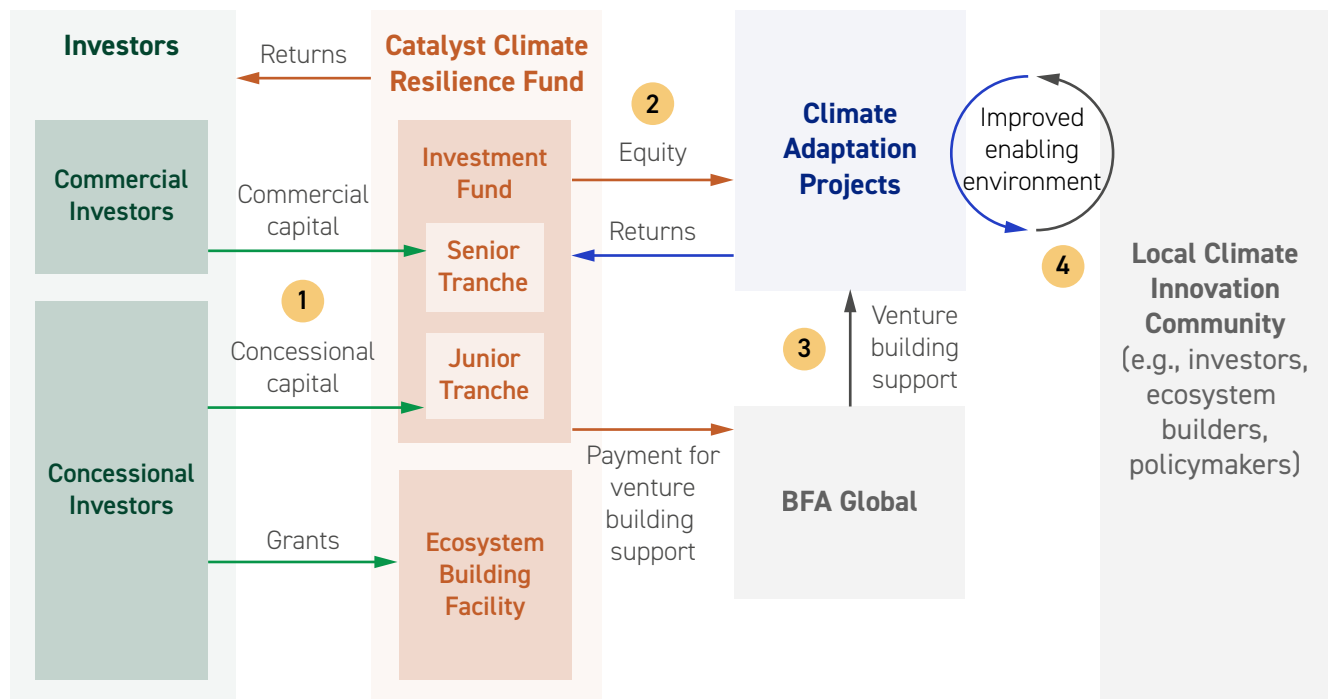 Investors
Commercial
Investors
Concessional
Investors
Returns
Commercial
capital
1
Concessional
capital
Grants
Catalyst Climate
Resilience Fund
Investment
Fund
Senior
Tranche
Junior
Tranche
Ecosystem
Building
Facility
2
Equity
Returns
Payment for
venture
building
support
Climate
Adaptation
Projects
3
Venture
building
support
BFA Global
Improved
enabling
environment
4
Local Climate
Innovation
Community
(e.g., investors,
ecosystem
builders,
policymakers)